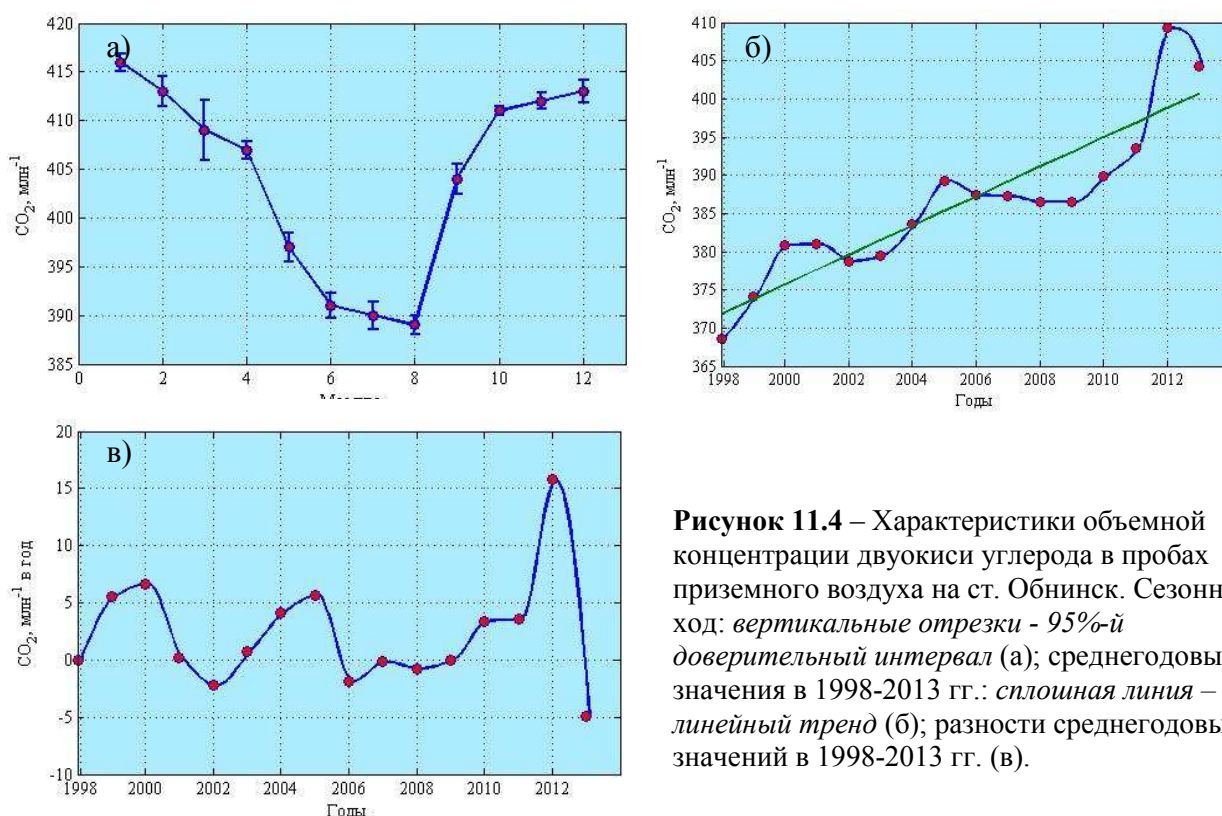 а)
420
415
410
405
400
395
390
385
CO₂, млн⁻¹
0 2 4 6 8 10 12
б)
410
405
400
395
390
385
380
375
370
365
CO₂, млн⁻¹
1998 2000 2002 2004 2006 2008 2010 2012
Годы
в)
20
15
10
5
0
-5
-10
CO₂, млн⁻¹ в год
1998 2000 2002 2004 2006 2008 2010 2012
Годы
Рисунок 11.4 – Характеристики объемной
концентрации двуокиси углерода в пробах
приземного воздуха на ст. Обнинск. Сезонн
ход: вертикальные отрезки - 95%-й
доверительный интервал (а); среднегодовы
значения в 1998-2013 гг.: сплошная линия –
линейный тренд (б); разности среднегодовы
значений в 1998-2013 гг. (в).